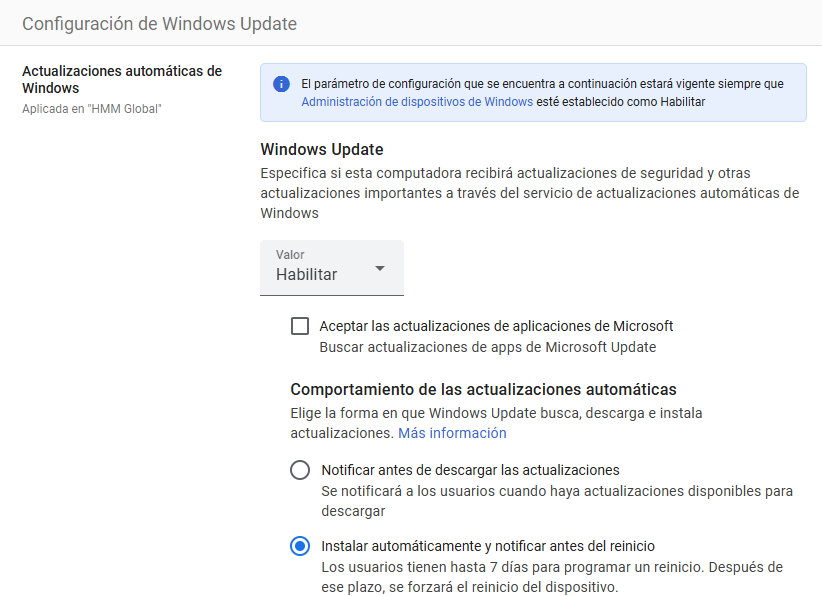 Configuración de Windows Update
Actualizaciones automáticas de
Windows
Aplicada en "HMM Global"
El parámetro de configuración que se encuentra a continuación estará vigente siempre que
Administración de dispositivos de Windows esté establecido como Habilitar
Windows Update
Especifica si esta computadora recibirá actualizaciones de seguridad y otras
actualizaciones importantes a través del servicio de actualizaciones automáticas de
Windows
Valor
Habilitar
Aceptar las actualizaciones de aplicaciones de Microsoft
Buscar actualizaciones de apps de Microsoft Update
Comportamiento de las actualizaciones automáticas
Elige la forma en que Windows Update busca, descarga e instala
actualizaciones. Más información
Notificar antes de descargar las actualizaciones
Se notificará a los usuarios cuando haya actualizaciones disponibles para
descargar
Instalar automáticamente y notificar antes del reinicio
Los usuarios tienen hasta 7 días para programar un reinicio. Después de
ese plazo, se forzará el reinicio del dispositivo.